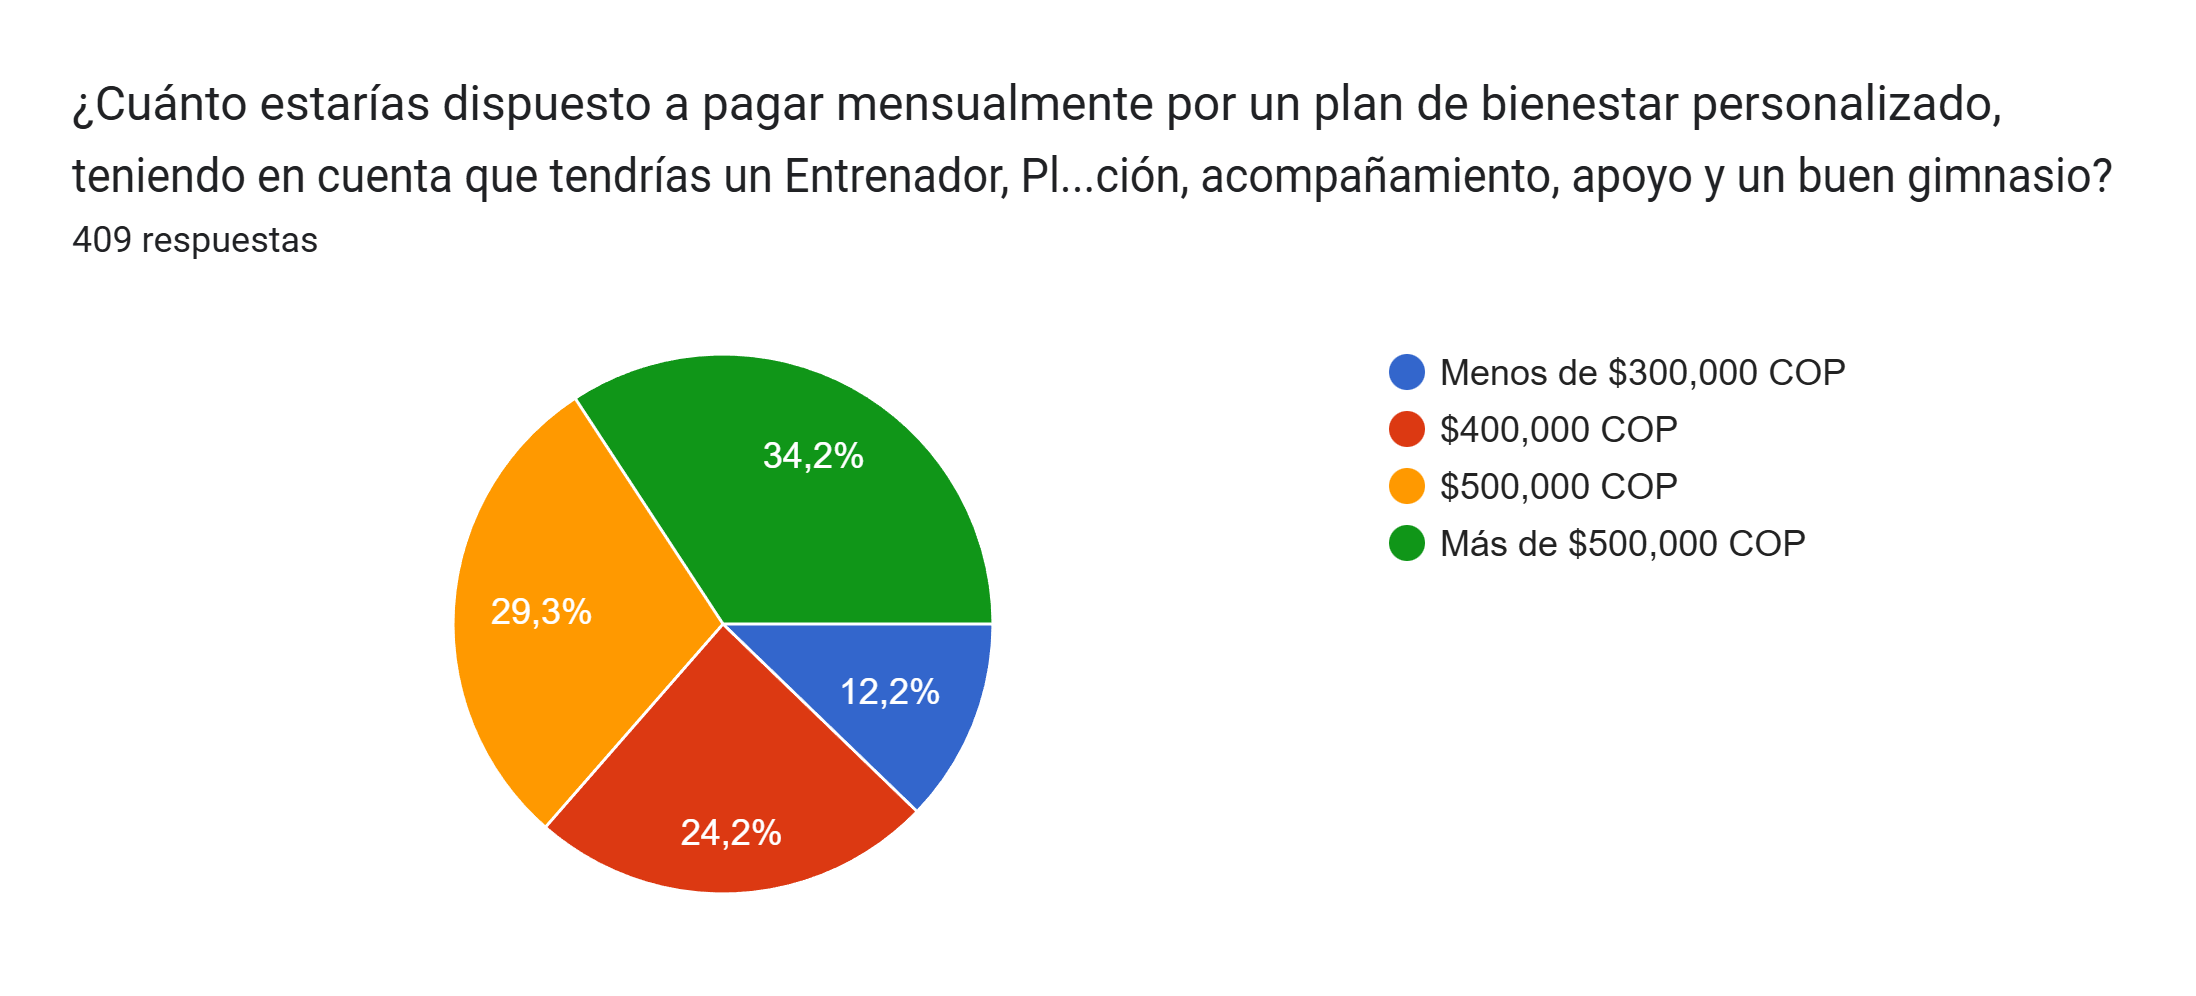 ¿Cuánto estarías dispuesto a pagar mensualmente por un plan de bienestar personalizado,
teniendo en cuenta que tendrías un Entrenador, Pl...ción, acompañamiento, apoyo y un buen gimnasio?
409 respuestas
Menos de $300,000 COP
$400,000 COP
$500,000 COP
Más de $500,000 COP
34,2%
29,3%
12,2%
24,2%